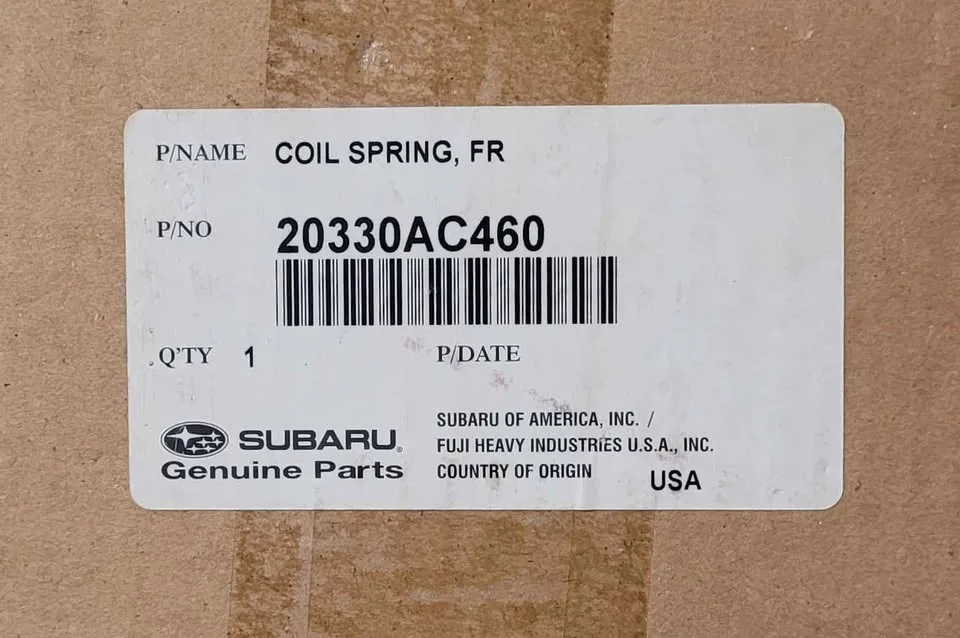 P/NAME COIL SPRING, FR
P/NO 20330AC460
Q'TY 1 P/DATE
SUBARU®
Genuine Parts
SUBARU OF AMERICA, INC. /
FUJI HEAVY INDUSTRIES U.S.A., INC.
COUNTRY OF ORIGIN USA